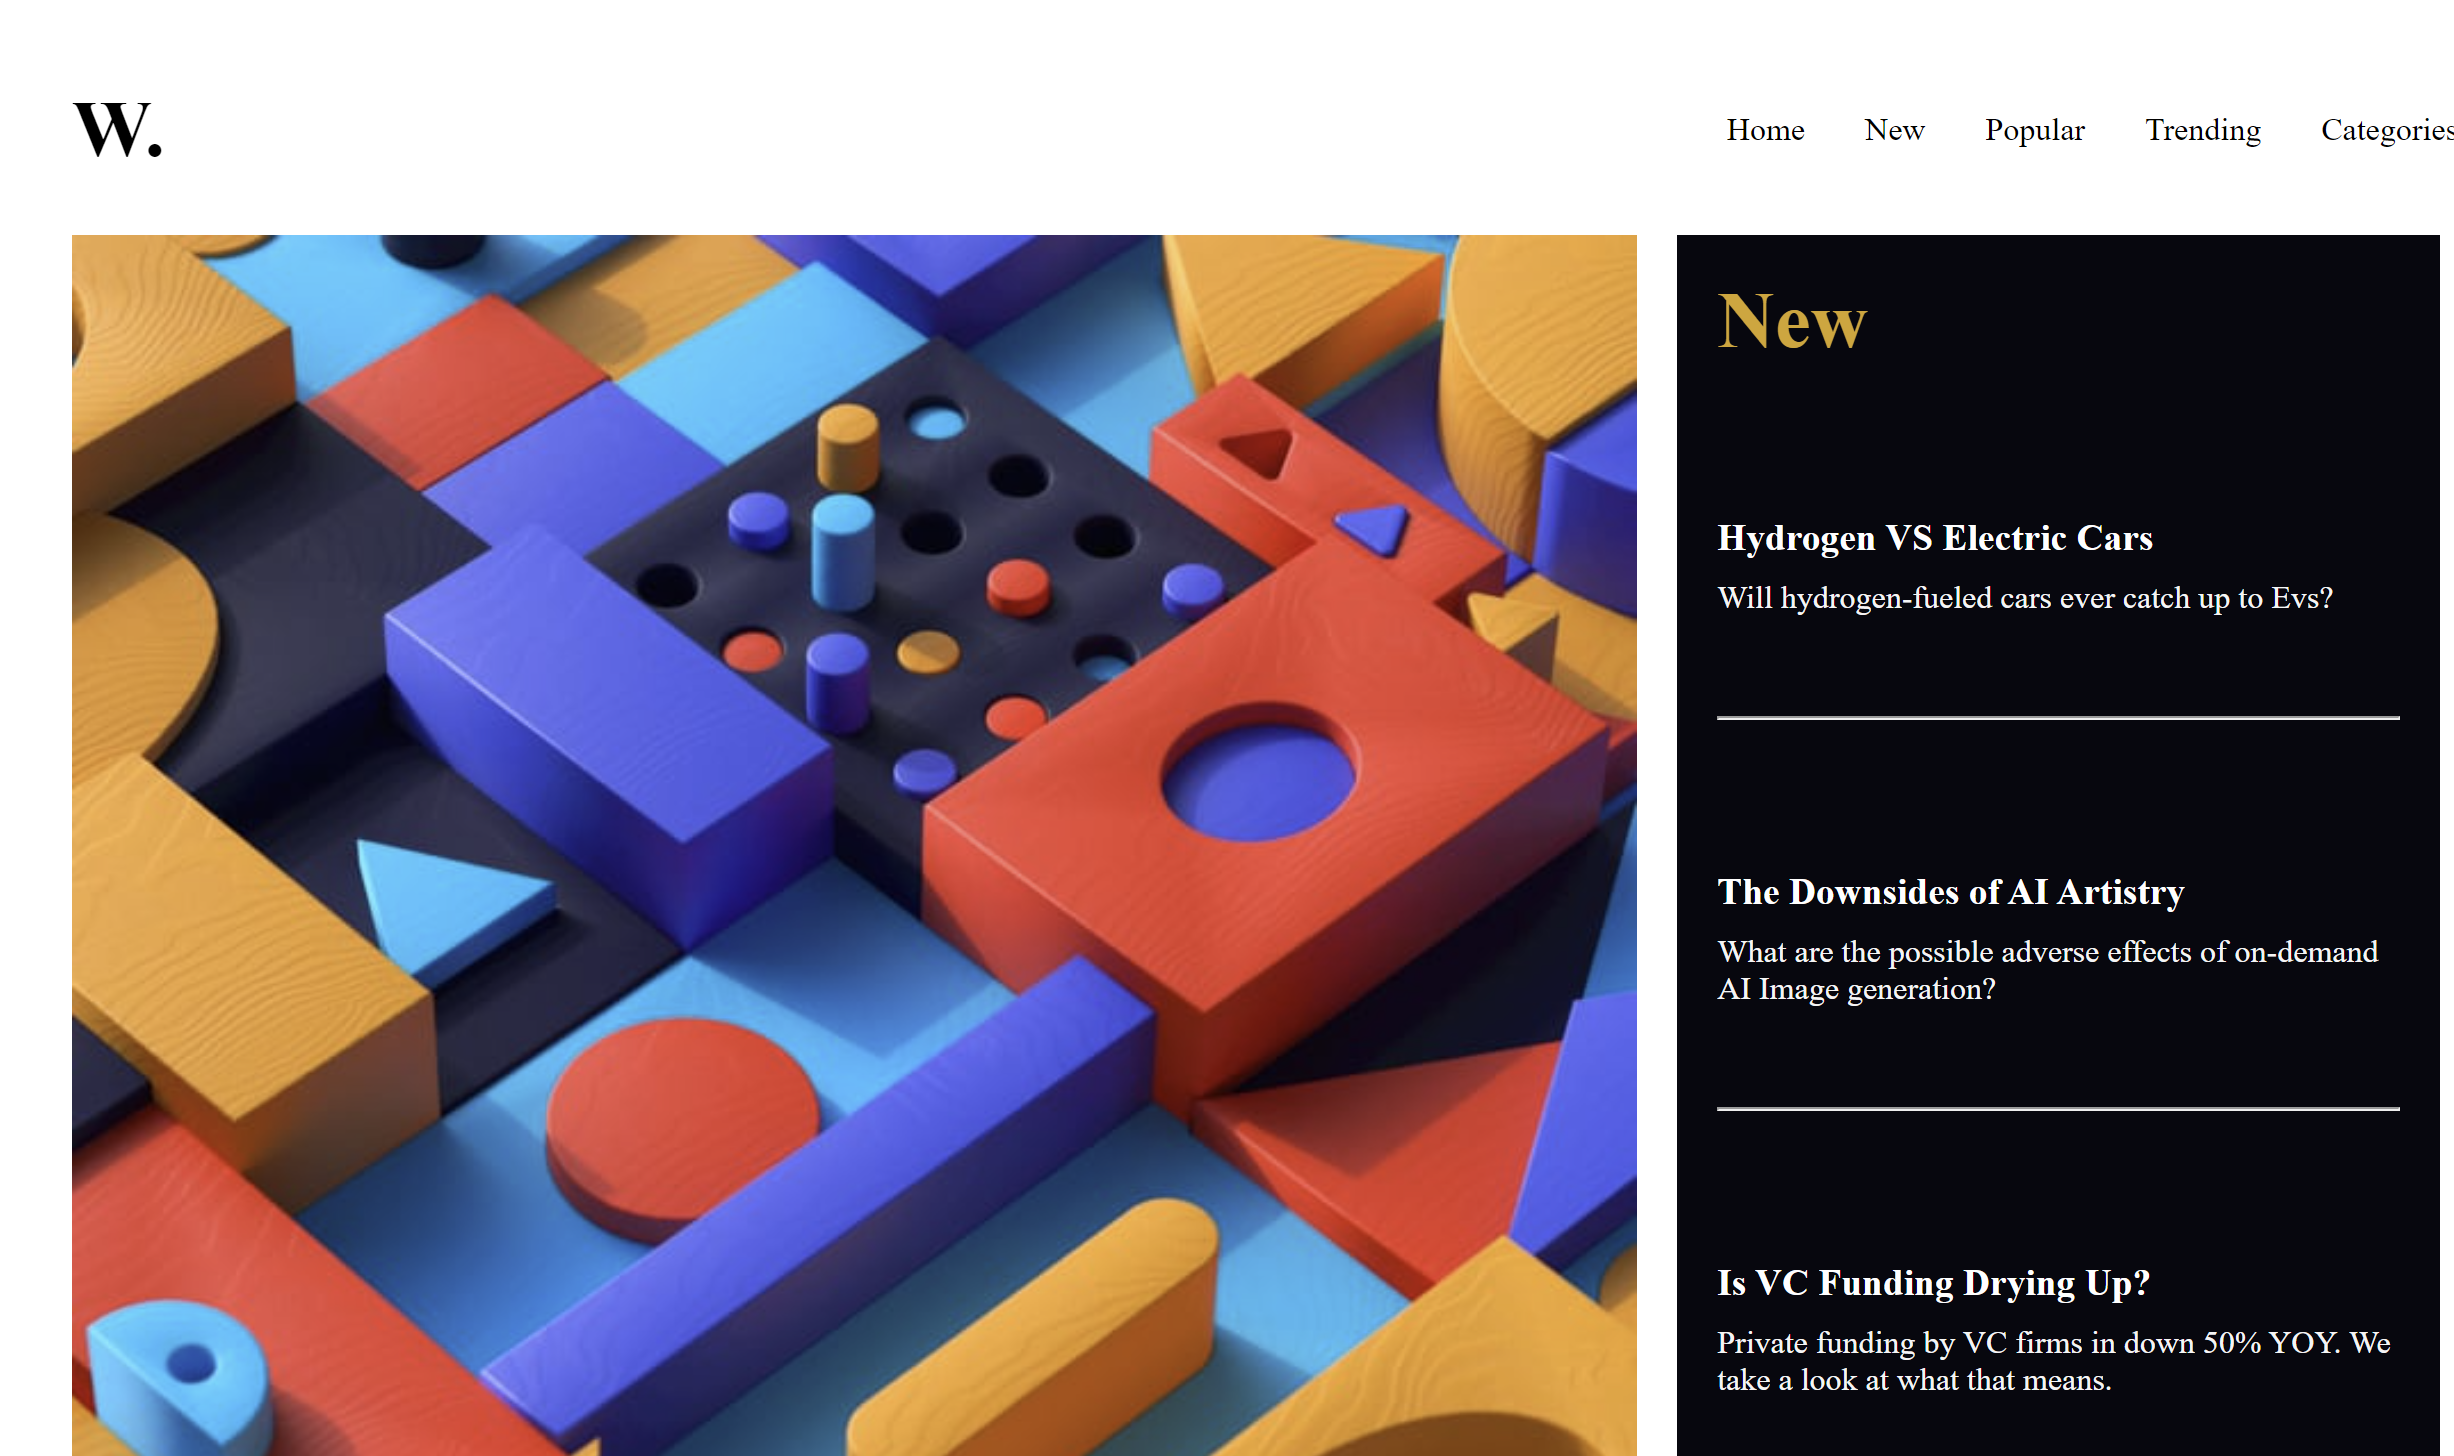 W.
Home New Popular Trending Categories
New
Hydrogen VS Electric Cars
Will hydrogen-fueled cars ever catch up to Evs?
The Downsides of AI Artistry
What are the possible adverse effects of on-demand
AI Image generation?
Is VC Funding Drying Up?
Private funding by VC firms in down 50% YOY. We
take a look at what that means.